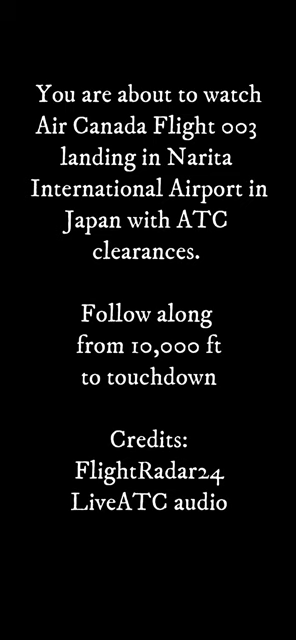 You are about to watch
Air Canada Flight 003
landing in Narita
International Airport in
Japan with ATC
clearances.
Follow along
from 10,000 ft
to touchdown
Credits:
FlightRadar24
LiveATC audio